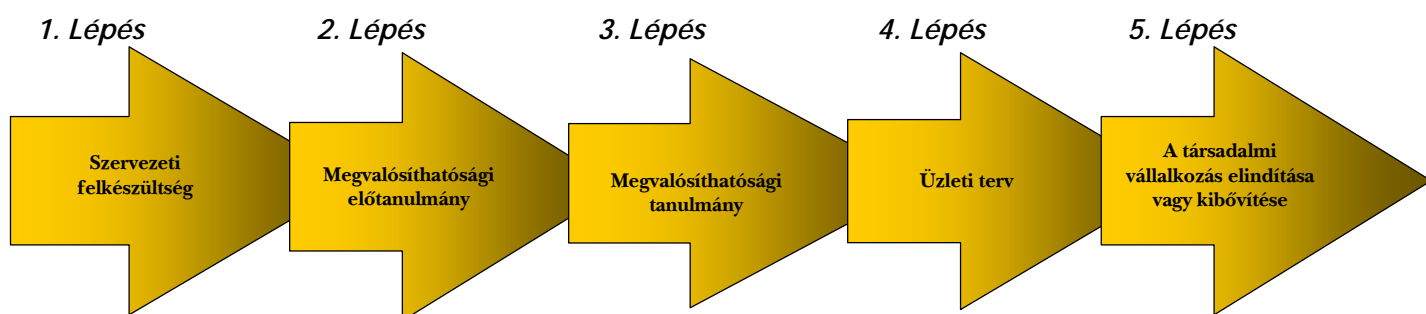 1. Lépés
2. Lépés
3. Lépés
4. Lépés
5. Lépés
Szervezeti
felkészültség
Megvalósíthatósági
előtanulmány
Megvalósíthatósági
tanulmány
Üzleti terv
A társadalmi
vállalkozás elindítása
vagy kibővítése